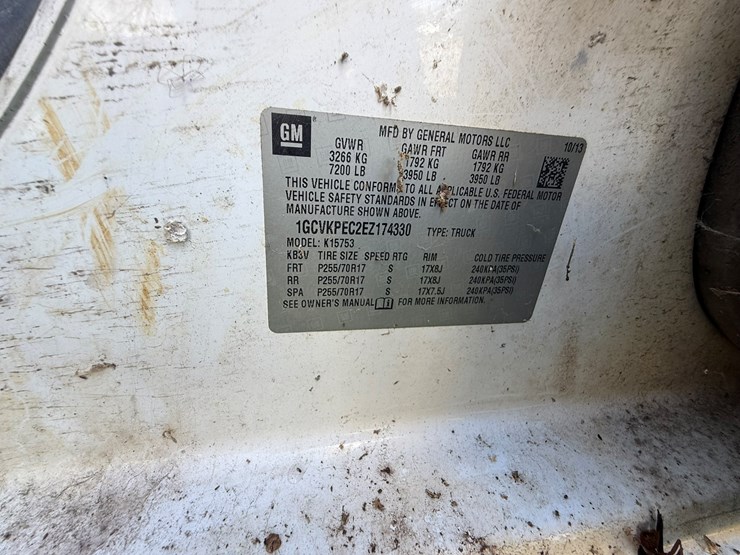 GM
MFD BY GENERAL MOTORS LLC
10/13
GVWR GAWR FRT GAWR RR
3266 KG 1792 KG 1792 KG
7200 LB 3950 LB 3950 LB
THIS VEHICLE CONFORMS TO ALL APPLICABLE U.S. FEDERAL MOTOR
VEHICLE SAFETY STANDARDS IN EFFECT ON THE DATE OF
MANUFACTURE SHOWN ABOVE.
1GCVKPEC2EZ174330 TYPE: TRUCK
MODEL: K15753
KB3V TIRE SIZE SPEED RTG RIM COLD TIRE PRESSURE
FRT P255/70R17 S 17X8J 240KPA(35PSI)
RR P255/70R17 S 17X8J 240KPA(35PSI)
SPA P255/70R17 S 17X7.5J 240KPA(35PSI)
SEE OWNER'S MANUAL FOR MORE INFORMATION.